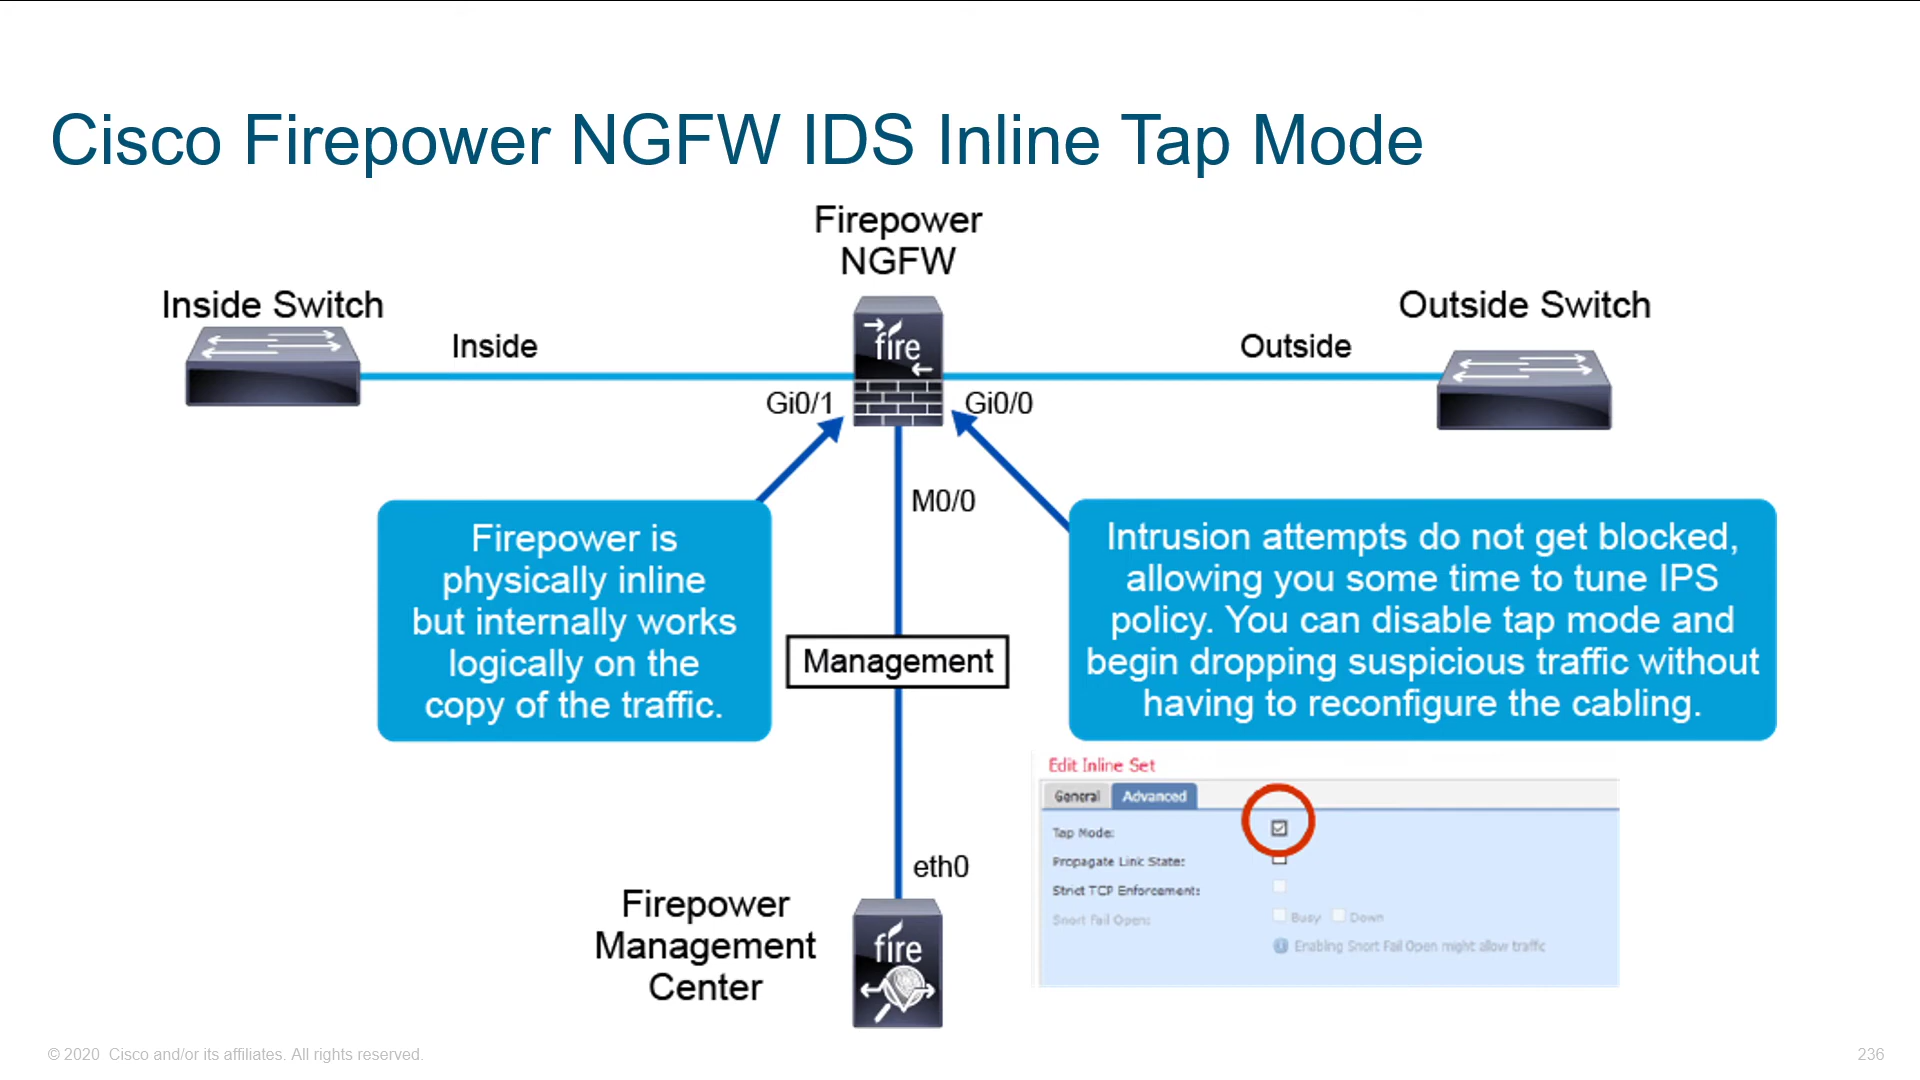 Cisco Firepower NGFW IDS Inline Tap Mode
Firepower
NGFW
Inside Switch
Outside Switch
Inside
Outside
fire
Gi0/1
Gi0/0
M0/0
Firepower is
physically inline
but internally works
logically on the
copy of the traffic.
Intrusion attempts do not get blocked,
allowing you some time to tune IPS
policy. You can disable tap mode and
begin dropping suspicious traffic without
having to reconfigure the cabling.
Management
Edit Inline Set
General Advanced
Tap Mode:
Propagate Link State:
Strict TCP Enforcement:
Snort Fail Open: Busy Down
Enabling Snort Fail Open might allow traffic
eth0
Firepower
Management
Center
fire
© 2020 Cisco and/or its affiliates. All rights reserved.
236